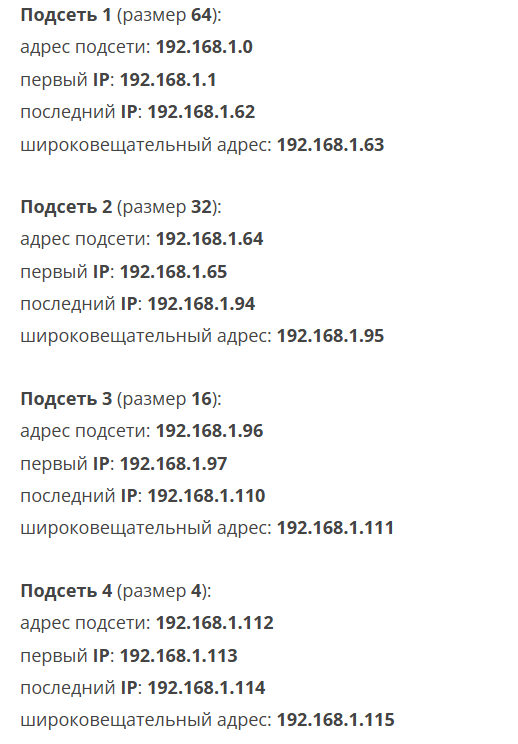 Подсеть 1 (размер 64):
адрес подсети: 192.168.1.0
первый IP: 192.168.1.1
последний IP: 192.168.1.62
широковещательный адрес: 192.168.1.63
Подсеть 2 (размер 32):
адрес подсети: 192.168.1.64
первый IP: 192.168.1.65
последний IP: 192.168.1.94
широковещательный адрес: 192.168.1.95
Подсеть 3 (размер 16):
адрес подсети: 192.168.1.96
первый IP: 192.168.1.97
последний IP: 192.168.1.110
широковещательный адрес: 192.168.1.111
Подсеть 4 (размер 4):
адрес подсети: 192.168.1.112
первый IP: 192.168.1.113
последний IP: 192.168.1.114
широковещательный адрес: 192.168.1.115